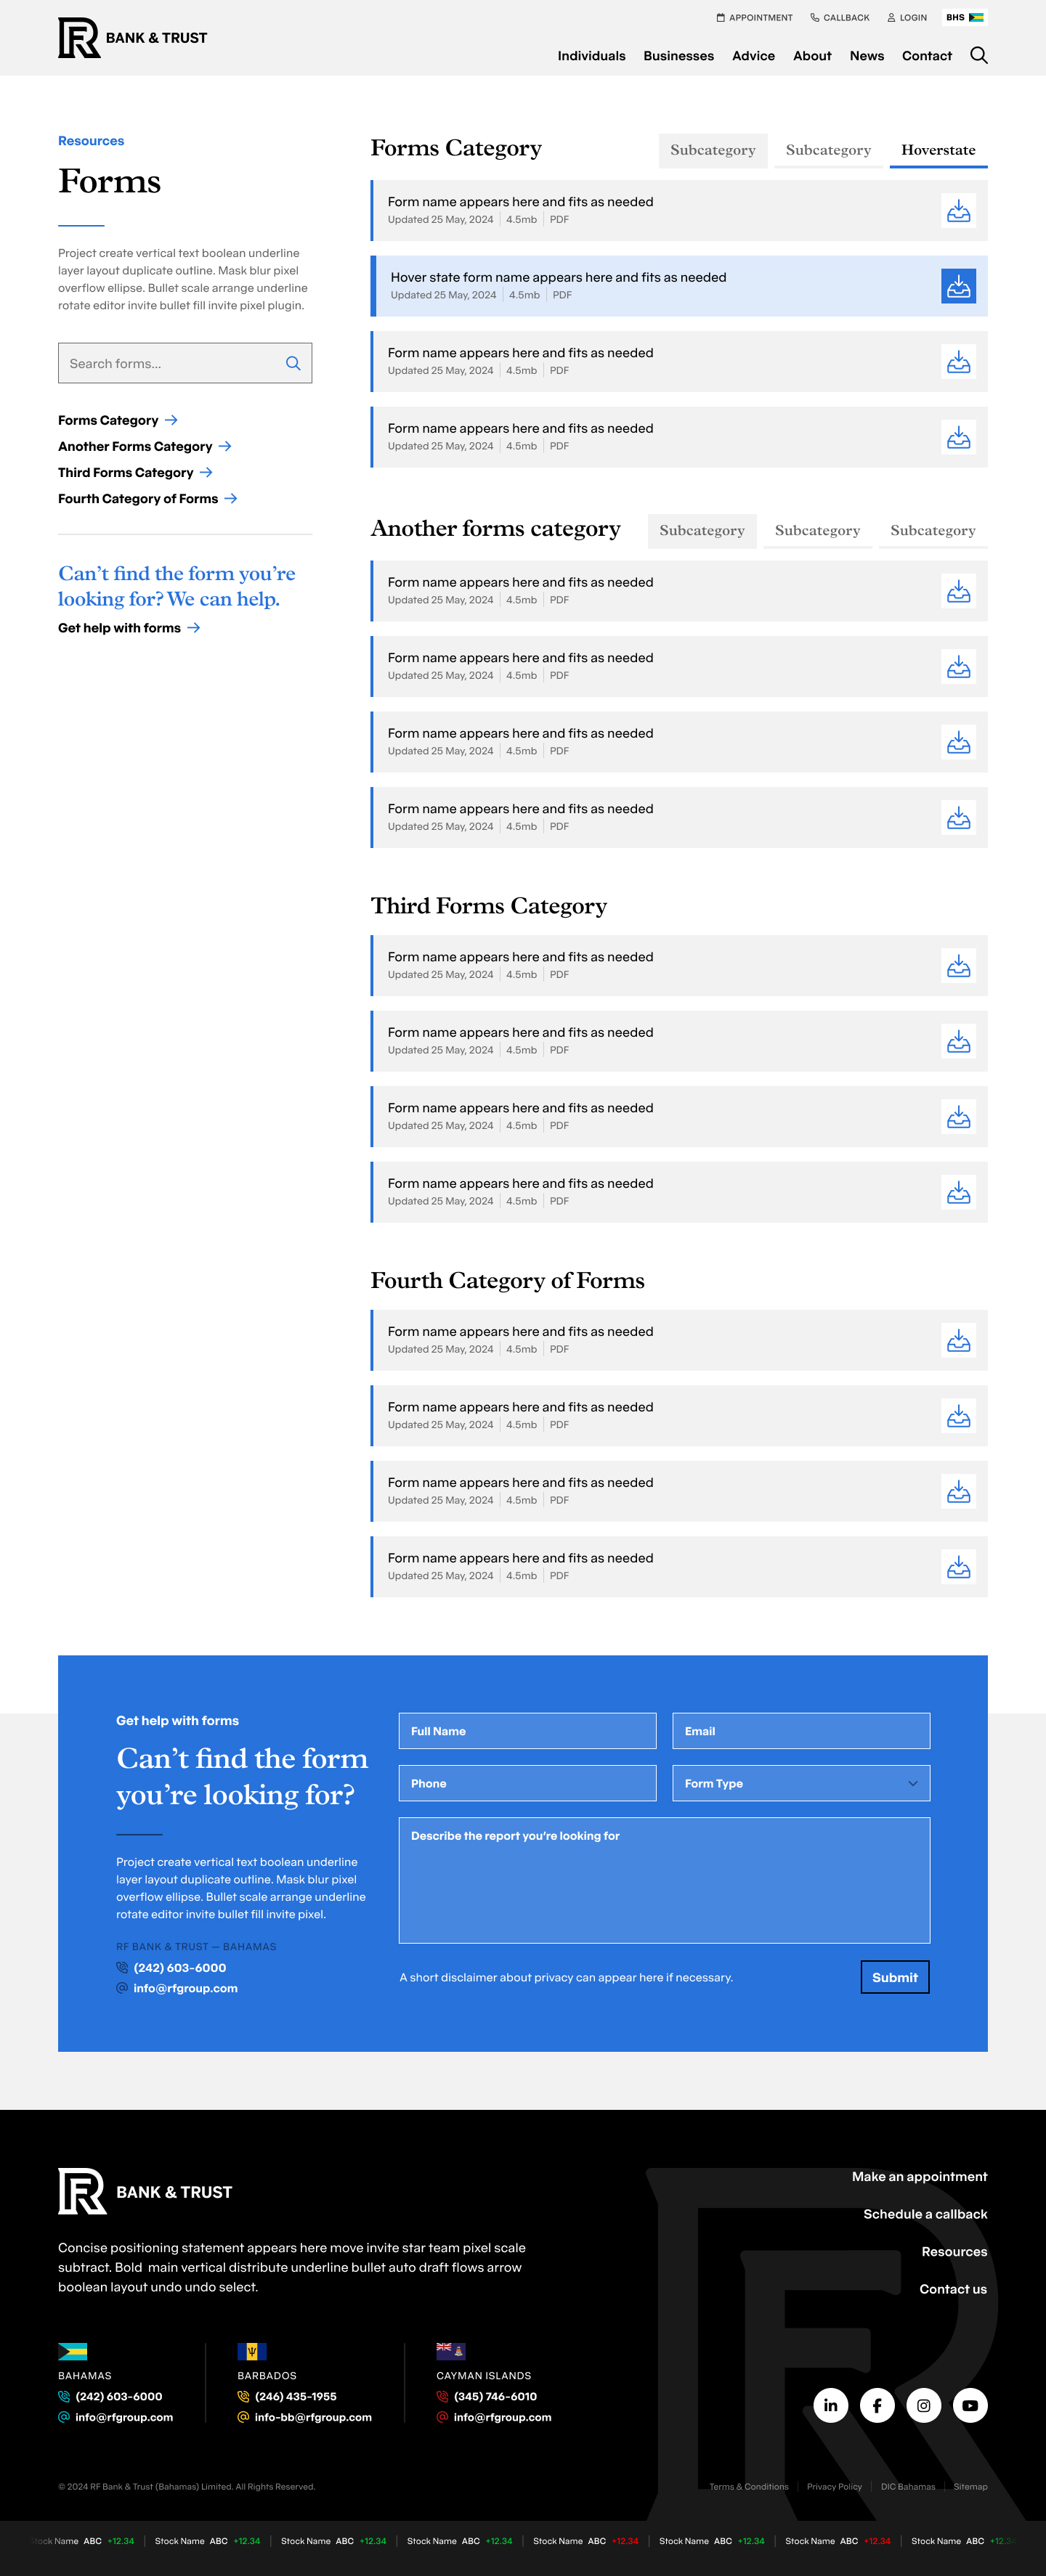 BANK & TRUST
APPOINTMENT CALLBACK LOGIN BHS
Individuals Businesses Advice About News Contact
Resources
Forms
Project create vertical text boolean underline
layer layout duplicate outline. Mask blur pixel
overflow ellipse. Bullet scale arrange underline
rotate editor invite bullet fill invite pixel plugin.
Search forms...
Forms Category
Another Forms Category
Third Forms Category
Fourth Category of Forms
Can’t find the form you’re
looking for? We can help.
Get help with forms
Forms Category Subcategory Subcategory Hoverstate
Form name appears here and fits as needed
Updated 25 May, 2024 4.5mb PDF
Hover state form name appears here and fits as needed
Updated 25 May, 2024 4.5mb PDF
Form name appears here and fits as needed
Updated 25 May, 2024 4.5mb PDF
Form name appears here and fits as needed
Updated 25 May, 2024 4.5mb PDF
Another forms category Subcategory Subcategory Subcategory
Form name appears here and fits as needed
Updated 25 May, 2024 4.5mb PDF
Form name appears here and fits as needed
Updated 25 May, 2024 4.5mb PDF
Form name appears here and fits as needed
Updated 25 May, 2024 4.5mb PDF
Form name appears here and fits as needed
Updated 25 May, 2024 4.5mb PDF
Third Forms Category
Form name appears here and fits as needed
Updated 25 May, 2024 4.5mb PDF
Form name appears here and fits as needed
Updated 25 May, 2024 4.5mb PDF
Form name appears here and fits as needed
Updated 25 May, 2024 4.5mb PDF
Form name appears here and fits as needed
Updated 25 May, 2024 4.5mb PDF
Fourth Category of Forms
Form name appears here and fits as needed
Updated 25 May, 2024 4.5mb PDF
Form name appears here and fits as needed
Updated 25 May, 2024 4.5mb PDF
Form name appears here and fits as needed
Updated 25 May, 2024 4.5mb PDF
Form name appears here and fits as needed
Updated 25 May, 2024 4.5mb PDF
Get help with forms
Can’t find the form
you’re looking for?
Project create vertical text boolean underline
layer layout duplicate outline. Mask blur pixel
overflow ellipse. Bullet scale arrange underline
rotate editor invite bullet fill invite pixel.
RF BANK & TRUST — BAHAMAS
(242) 603-6000
info@rfgroup.com
Full Name Email
Phone Form Type
Describe the report you’re looking for
A short disclaimer about privacy can appear here if necessary. Submit
BANK & TRUST
Concise positioning statement appears here move invite star team pixel scale
subtract. Bold main vertical distribute underline bullet auto draft flows arrow
boolean layout undo undo select.
Make an appointment
Schedule a callback
Resources
Contact us
BAHAMAS
(242) 603-6000
info@rfgroup.com
BARBADOS
(246) 435-1955
info-bb@rfgroup.com
CAYMAN ISLANDS
(345) 746-6010
info@rfgroup.com
© 2024 RF Bank & Trust (Bahamas) Limited. All Rights Reserved. Terms & Conditions Privacy Policy DIC Bahamas Sitemap
Stock Name ABC +12.34 Stock Name ABC +12.34 Stock Name ABC +12.34 Stock Name ABC +12.34 Stock Name ABC +12.34 Stock Name ABC +12.34 Stock Name ABC +12.34 Stock Name ABC +12.34